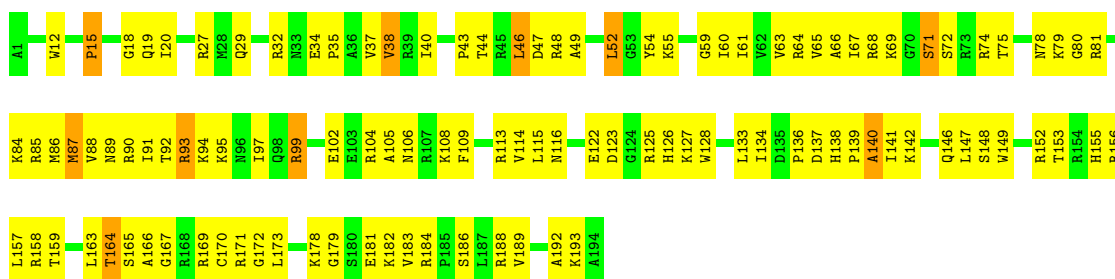 A1 W12 P15 G18 Q19 I20 R27 M28 Q29 R32 N33 E34 P35 A36 V37 V38 R39 I40 P43 T44 R45 L46 D47 R48 A49 L52 G53 Y54 K55 G59 I60 I61 V62 V63 R64 V65 A66 I67 R68 K69 G70 S71 S72 R73 R74 T75 N78 K79 G80 R81
K84 R85 M86 M87 V88 N89 R90 I91 T92 R93 K94 K95 N96 I97 Q98 R99 E102 E103 R104 A105 N106 R107 K108 F109 R113 V114 L115 N116 E122 D123 G124 R125 H126 K127 W128 L133 I134 D135 P136 D137 H138 P139 A140 I141 K142 Q146 L147 S148 W149 R152 T153 R154 H155 R156
L157 R158 T159 L163 T164 S165 A166 G167 R168 R169 C170 R171 G172 L173 K178 G179 S180 E181 K182 V183 R184 P185 S186 L187 R188 V189 A192 K193 A194